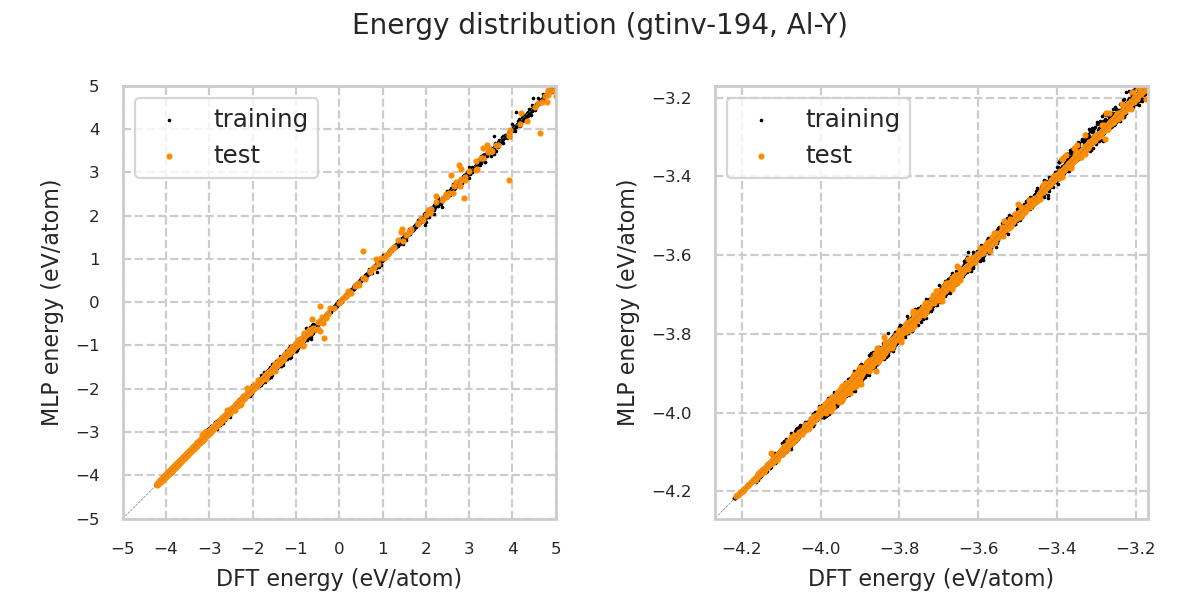 Energy distribution (gtinv-194, Al-Y)
MLP energy (eV/atom)
5
4
3
2
1
0
−1
−2
−3
−4
−5
training
test
−5 −4 −3 −2 −1 0 1 2 3 4 5
DFT energy (eV/atom)
MLP energy (eV/atom)
−3.2
−3.4
−3.6
−3.8
−4.0
−4.2
training
test
−4.2 −4.0 −3.8 −3.6 −3.4 −3.2
DFT energy (eV/atom)